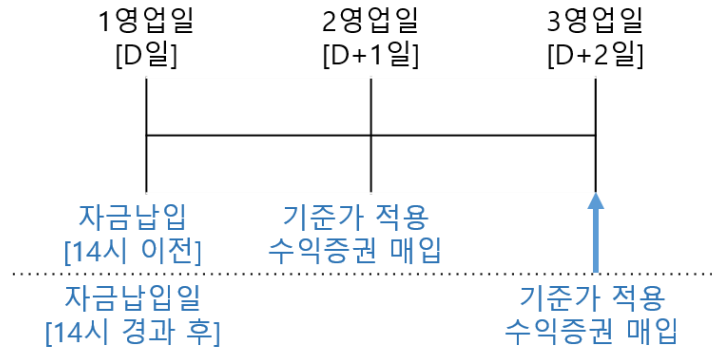 1영업일
[D일]
2영업일
[D+1일]
3영업일
[D+2일]
자금납입
[14시 이전]
기준가 적용
수익증권 매입
자금납입일
[14시 경과 후]
기준가 적용
수익증권 매입